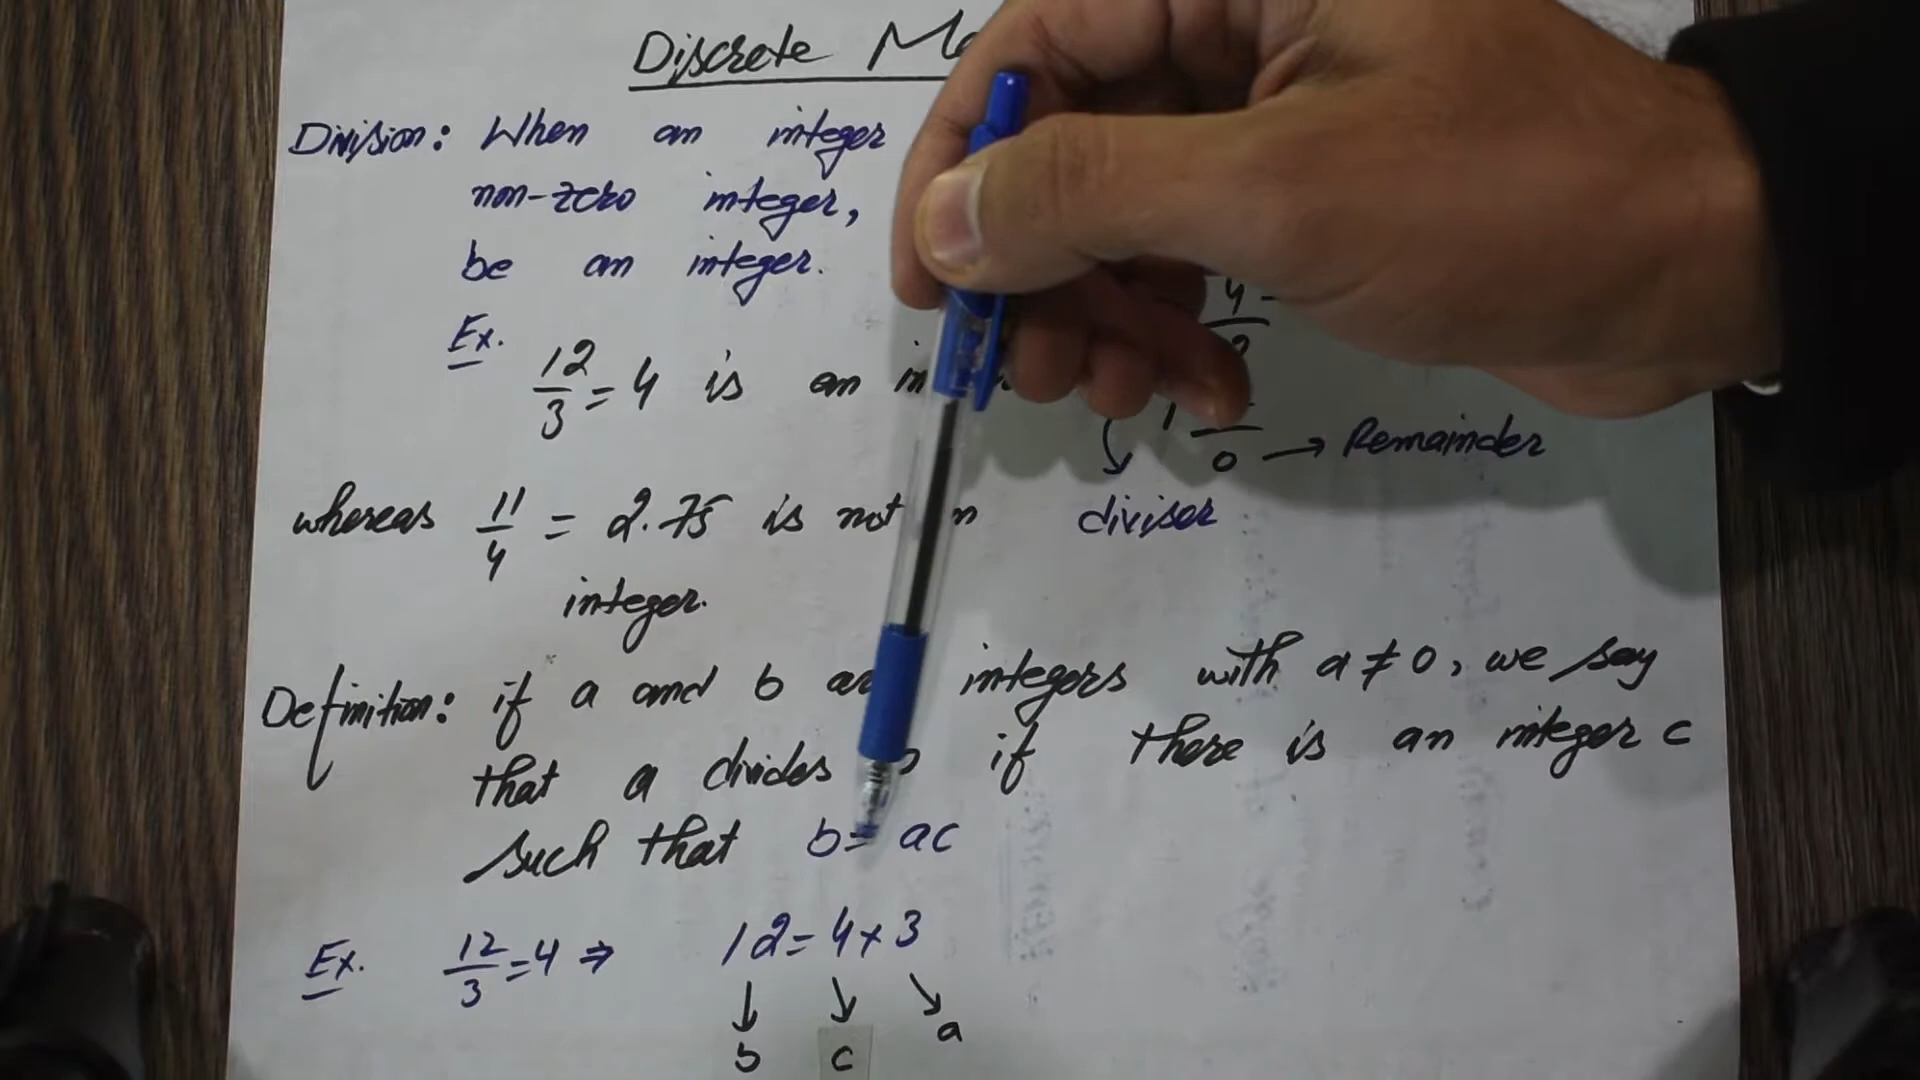 Discrete
Division: When an integer
non-zero integer,
be an integer.
Ex. 12/3 = 4 is an
4
0 → Remainder
divisor
whereas 11/4 = 2.75 is not
integer.
Definition: if a and b integers with a ≠ 0, we say
that a divides if there is an integer c
such that b = ac
Ex. 12/3 = 4 ⇒ 12 = 4 × 3
b c a